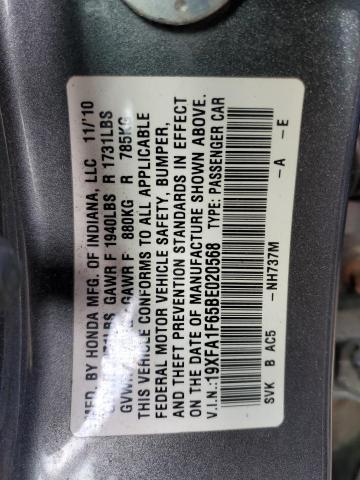 MFD. BY HONDA MFG. OF INDIANA, LLC 11/'10
71LBS GAWR F 1940LBS R 1731LBS
GVWR GAWR F 880KG R 785KG
THIS VEHICLE CONFORMS TO ALL APPLICABLE
FEDERAL MOTOR VEHICLE SAFETY, BUMPER,
AND THEFT PREVENTION STANDARDS IN EFFECT
ON THE DATE OF MANUFACTURE SHOWN ABOVE.
V.I.N.:19XFA1F65BE020568 TYPE: PASSENGER CAR
-NH737M -A -E
SVK B AC5